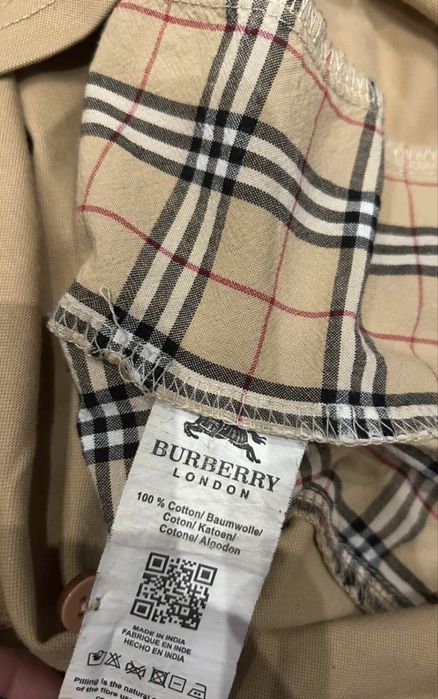 BURBERRY
LONDON
100 % Cotton/ Baumwolle/
Coton/ Katoen/
Cotone/ Algodon
MADE IN INDIA
FABRIQUE EN INDE
HECHO EN INDIA
Pilling is the natural
of the fibre use